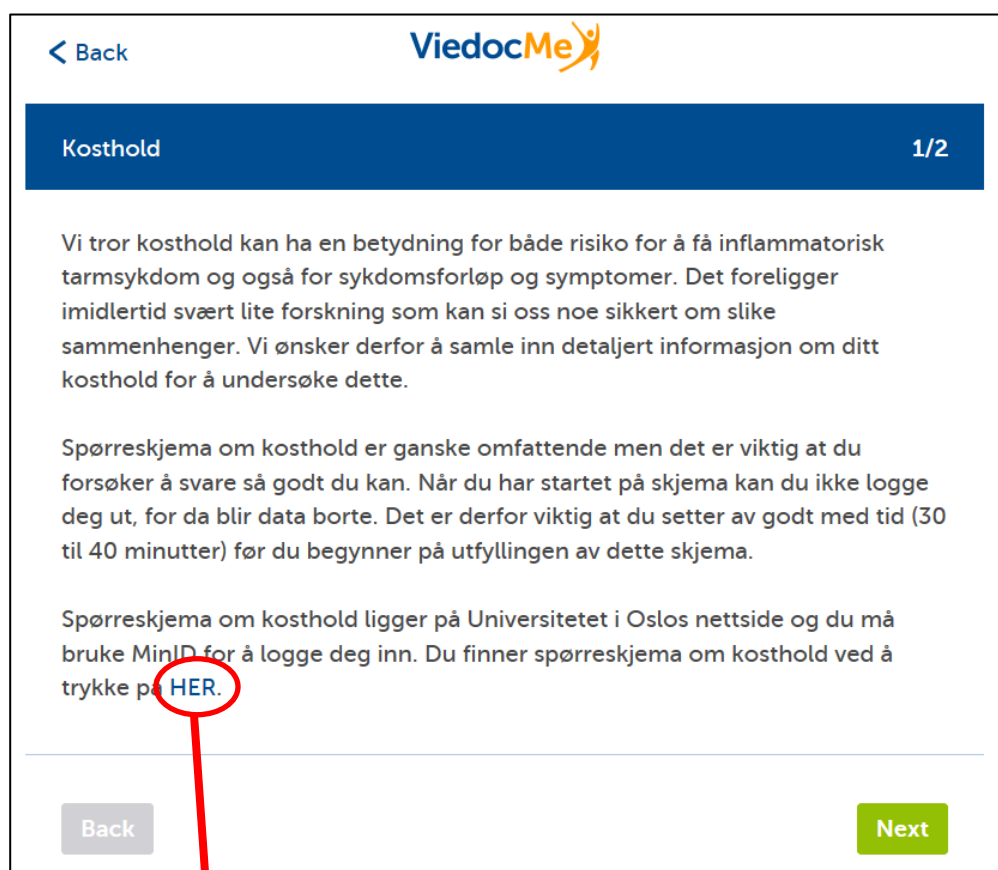 Back
ViedocMe
Kosthold 1/2
Vi tror kosthold kan ha en betydning for både risiko for å få inflammatorisk
tarmsykdom og også for sykdomsforløp og symptomer. Det foreligger
imidlertid svært lite forskning som kan si oss noe sikkert om slike
sammenhenger. Vi ønsker derfor å samle inn detaljert informasjon om ditt
kosthold for å undersøke dette.
Spørreskjema om kosthold er ganske omfattende men det er viktig at du
forsøker å svare så godt du kan. Når du har startet på skjema kan du ikke logge
deg ut, for da blir data borte. Det er derfor viktig at du setter av godt med tid (30
til 40 minutter) før du begynner på utfyllingen av dette skjema.
Spørreskjema om kosthold ligger på Universitetet i Oslos nettside og du må
bruke MinID for å logge deg inn. Du finner spørreskjema om kosthold ved å
trykke på HER.
Back Next